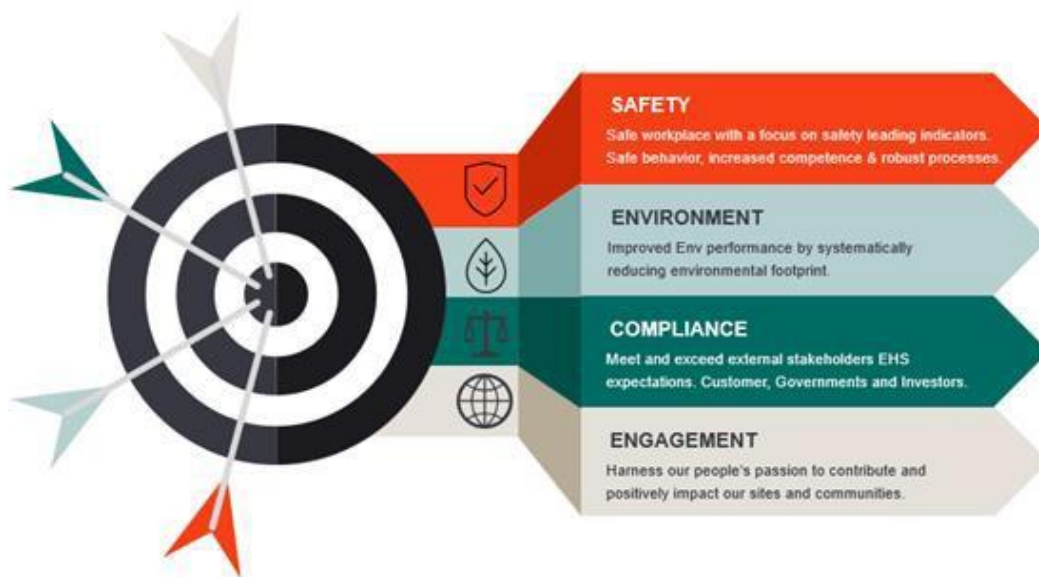 SAFETY
Safe workplace with a focus on safety leading indicators.
Safe behavior, increased competence & robust processes.
ENVIRONMENT
Improved Env performance by systematically
reducing environmental footprint.
COMPLIANCE
Meet and exceed external stakeholders EHS
expectations. Customer, Governments and Investors.
ENGAGEMENT
Harness our people's passion to contribute and
positively impact our sites and communities.